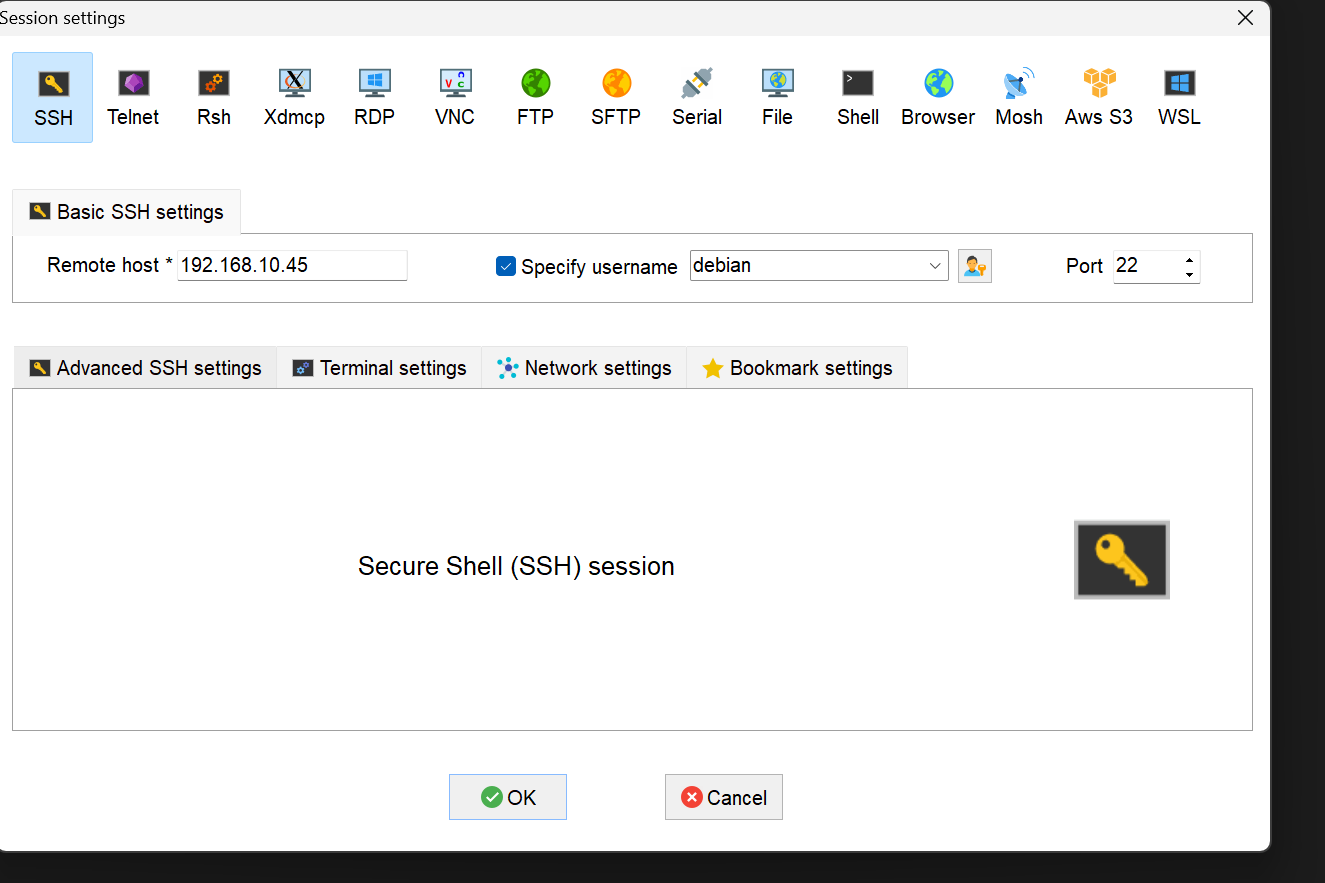 Session settings
SSH Telnet Rsh Xdmcp RDP VNC FTP SFTP Serial File Shell Browser Mosh Aws S3 WSL
Basic SSH settings
Remote host * 192.168.10.45 Specify username debian Port 22
Advanced SSH settings Terminal settings Network settings Bookmark settings
Secure Shell (SSH) session
OK Cancel